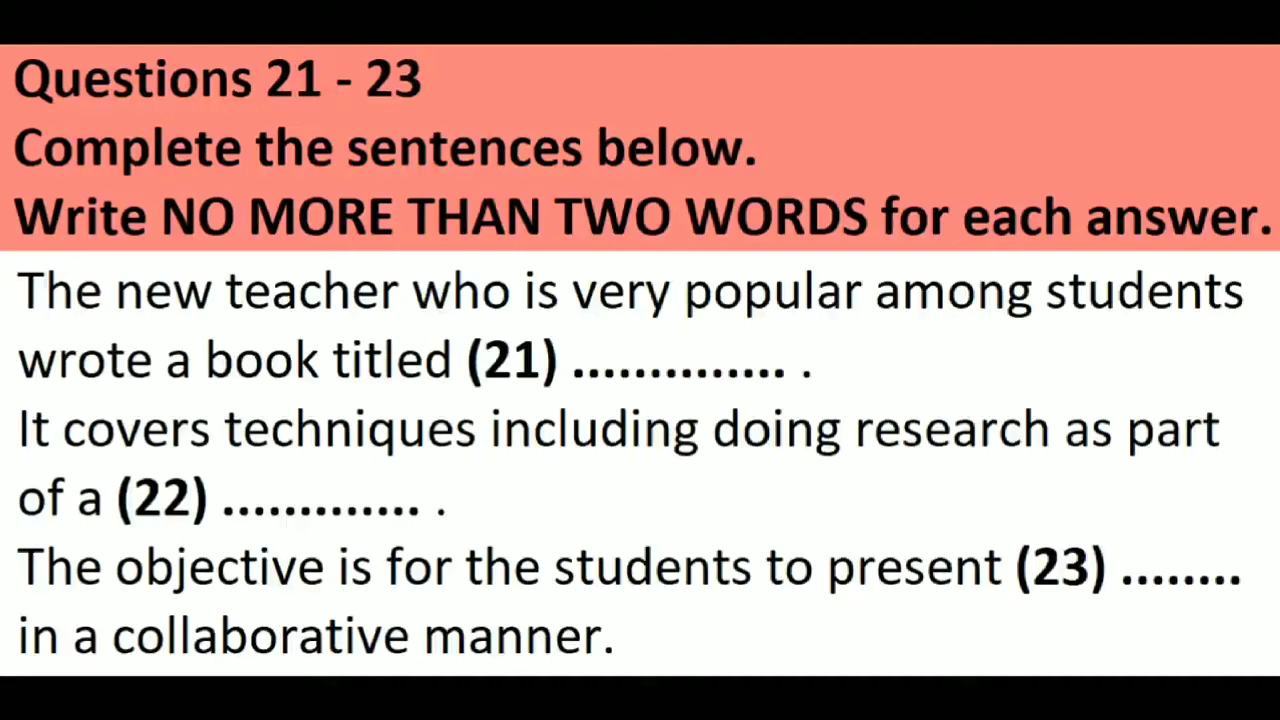 Questions 21 - 23
Complete the sentences below.
Write NO MORE THAN TWO WORDS for each answer.
The new teacher who is very popular among students
wrote a book titled (21) .............. .
It covers techniques including doing research as part
of a (22) ............. .
The objective is for the students to present (23) ........
in a collaborative manner.